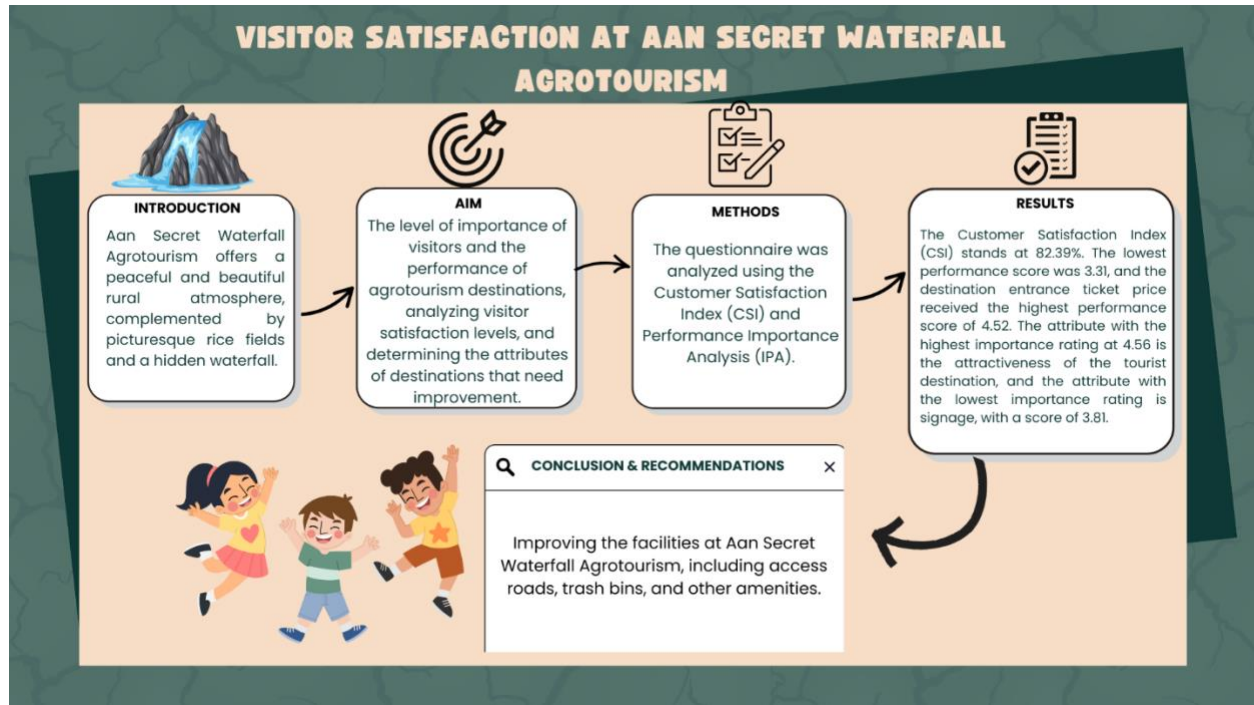 VISITOR SATISFACTION AT AAN SECRET WATERFALL
AGROTOURISM
INTRODUCTION
Aan Secret Waterfall
Agrotourism offers a
peaceful and beautiful
rural atmosphere,
complemented by
picturesque rice fields
and a hidden waterfall.
AIM
The level of importance of
visitors and the
performance of
agrotourism destinations,
analyzing visitor
satisfaction levels, and
determining the attributes
of destinations that need
improvement.
METHODS
The questionnaire was
analyzed using the
Customer Satisfaction
Index (CSI) and
Performance Importance
Analysis (IPA).
RESULTS
The Customer Satisfaction Index
(CSI) stands at 82.39%. The lowest
performance score was 3.31, and the
destination entrance ticket price
received the highest performance
score of 4.52. The attribute with the
highest importance rating at 4.56 is
the attractiveness of the tourist
destination, and the attribute with
the lowest importance rating is
signage, with a score of 3.81.
CONCLUSION & RECOMMENDATIONS
Improving the facilities at Aan Secret
Waterfall Agrotourism, including access
roads, trash bins, and other amenities.